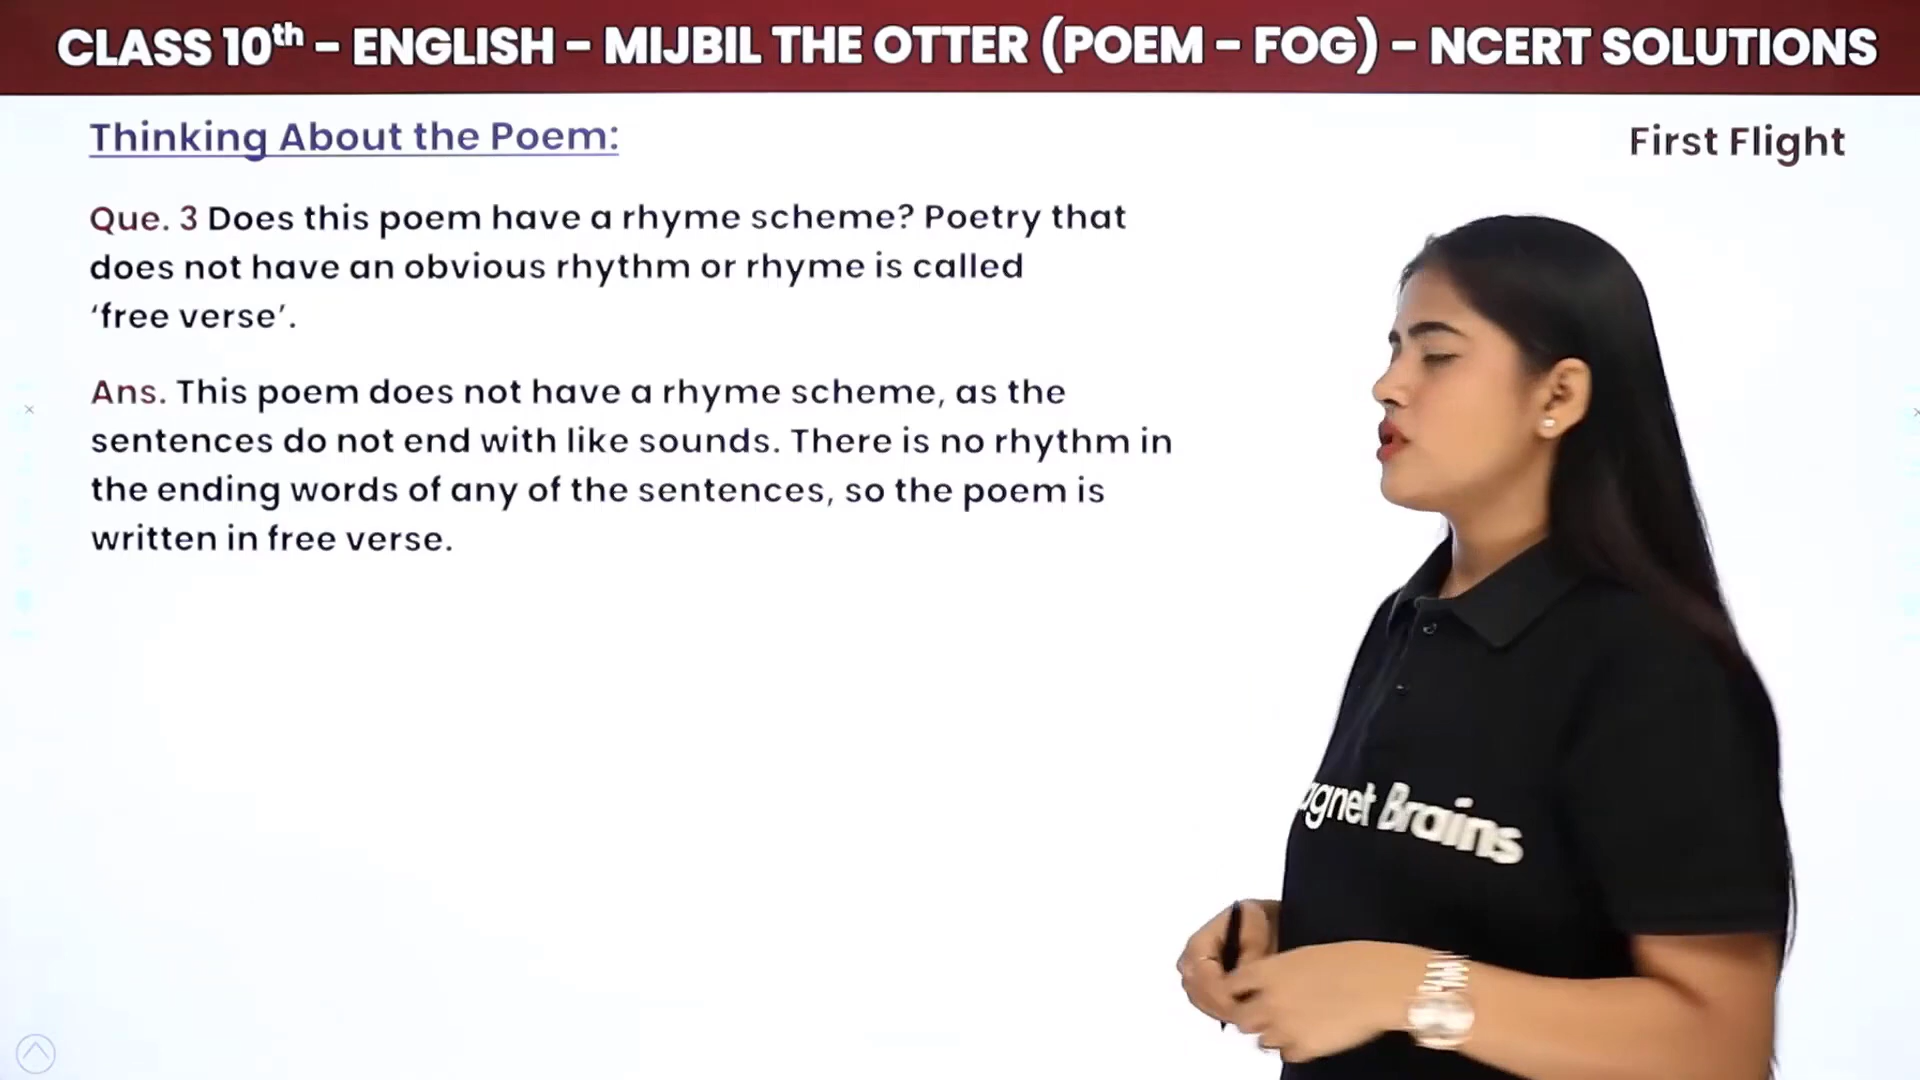 CLASS 10th – ENGLISH – MIJBIL THE OTTER (POEM – FOG) – NCERT SOLUTIONS
Thinking About the Poem:
First Flight
Que. 3 Does this poem have a rhyme scheme? Poetry that
does not have an obvious rhythm or rhyme is called
‘free verse’.
Ans. This poem does not have a rhyme scheme, as the
sentences do not end with like sounds. There is no rhythm in
the ending words of any of the sentences, so the poem is
written in free verse.
agnet Brains